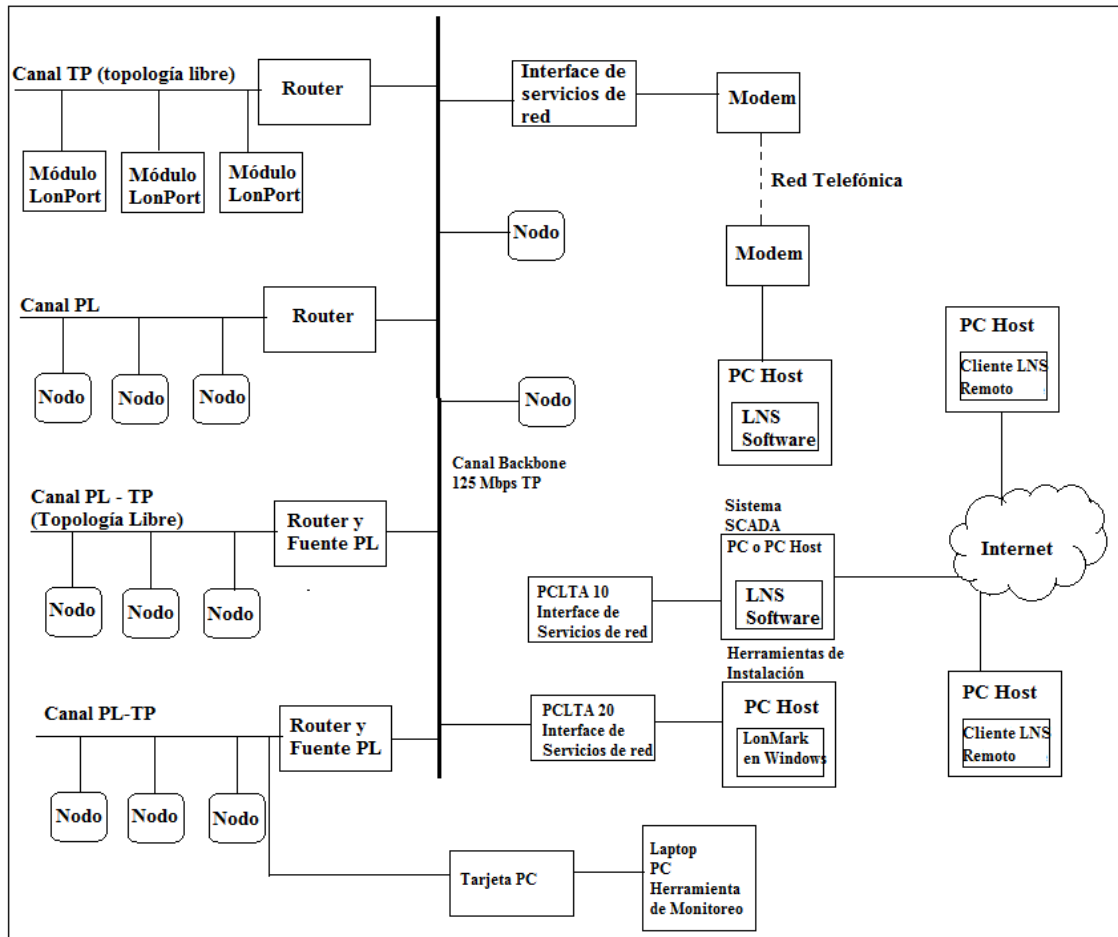 Canal TP (topología libre)
Router
Módulo
LonPort
Módulo
LonPort
Módulo
LonPort
Interface de
servicios de
red
Modem
Red Telefónica
Modem
Nodo
Canal PL
Router
Nodo
Nodo
Nodo
Nodo
PC Host
LNS
Software
PC Host
Cliente LNS
Remoto
Canal Backbone
125 Mbps TP
Canal PL - TP
(Topología Libre)
Router y
Fuente PL
Nodo
Nodo
Nodo
Sistema
SCADA
PC o PC Host
LNS
Software
Internet
PCLTA 10
Interface de
Servicios de red
Herramientas de
Instalación
PC Host
LonMark
en Windows
PCLTA 20
Interface de
Servicios de red
PC Host
Cliente LNS
Remoto
Canal PL-TP
Router y
Fuente PL
Nodo
Nodo
Nodo
Tarjeta PC
Laptop
PC
Herramienta
de Monitoreo